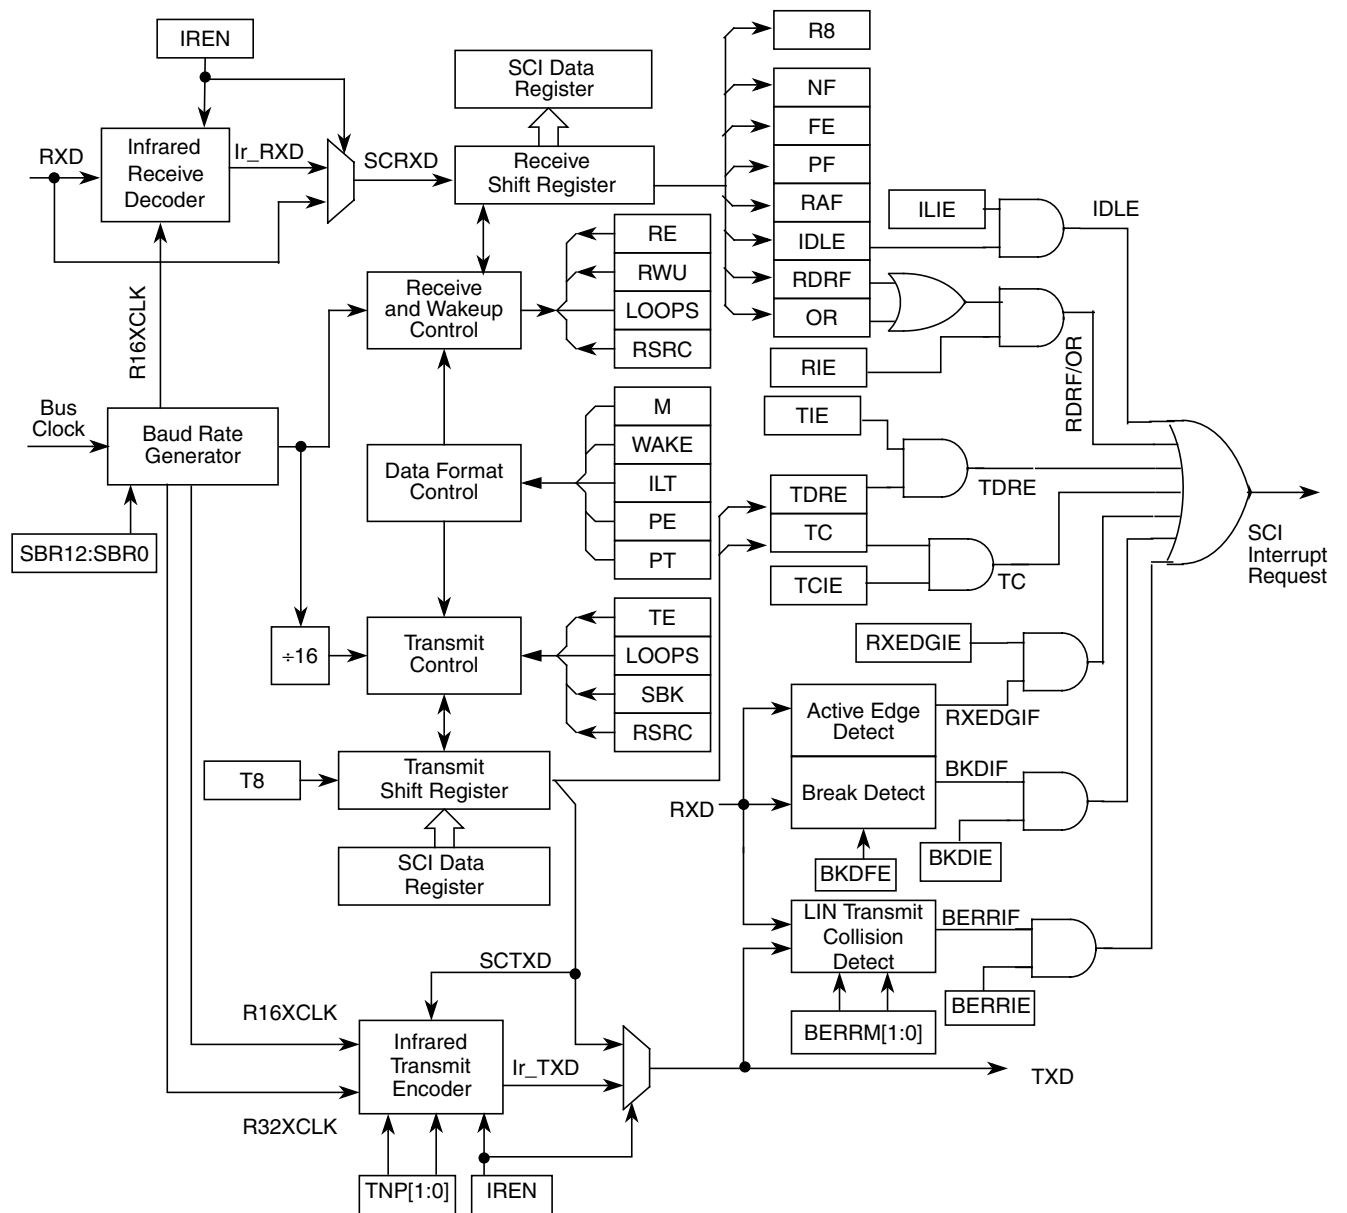 IREN
SCI Data
Register
R8
NF
FE
PF
RAF
IDLE
RDRF
OR
RXD
Infrared
Receive
Decoder
Ir_RXD
SCRXD
Receive
Shift Register
ILIE
IDLE
RE
RWU
LOOPS
RSRC
R16XCLK
Receive
and Wakeup
Control
RIE
RDRF/OR
Bus
Clock
Baud Rate
Generator
M
WAKE
ILT
PE
PT
Data Format
Control
TIE
TDRE
TC
TCIE
TDRE
TC
SCI
Interrupt
Request
SBR12:SBR0
÷16
Transmit
Control
TE
LOOPS
SBK
RSRC
RXEDGIE
Active Edge
Detect
RXEDGIF
T8
Transmit
Shift Register
Break Detect
BKDIF
RXD
SCI Data
Register
BKDFE
BKDIE
LIN Transmit
Collision
Detect
BERRIF
SCTXD
BERRIE
BERRM[1:0]
R16XCLK
Infrared
Transmit
Encoder
Ir_TXD
TXD
R32XCLK
TNP[1:0]
IREN